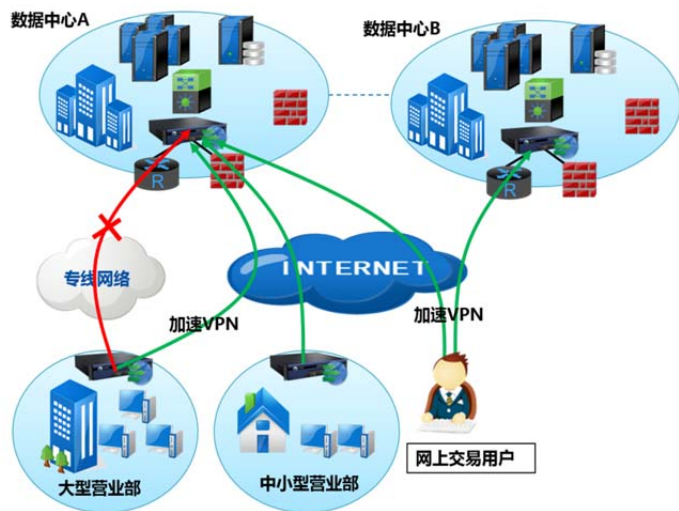 数据中心A
数据中心B
R
R
专线网络
INTERNET
加速VPN
加速VPN
大型营业部
中小型营业部
网上交易用户